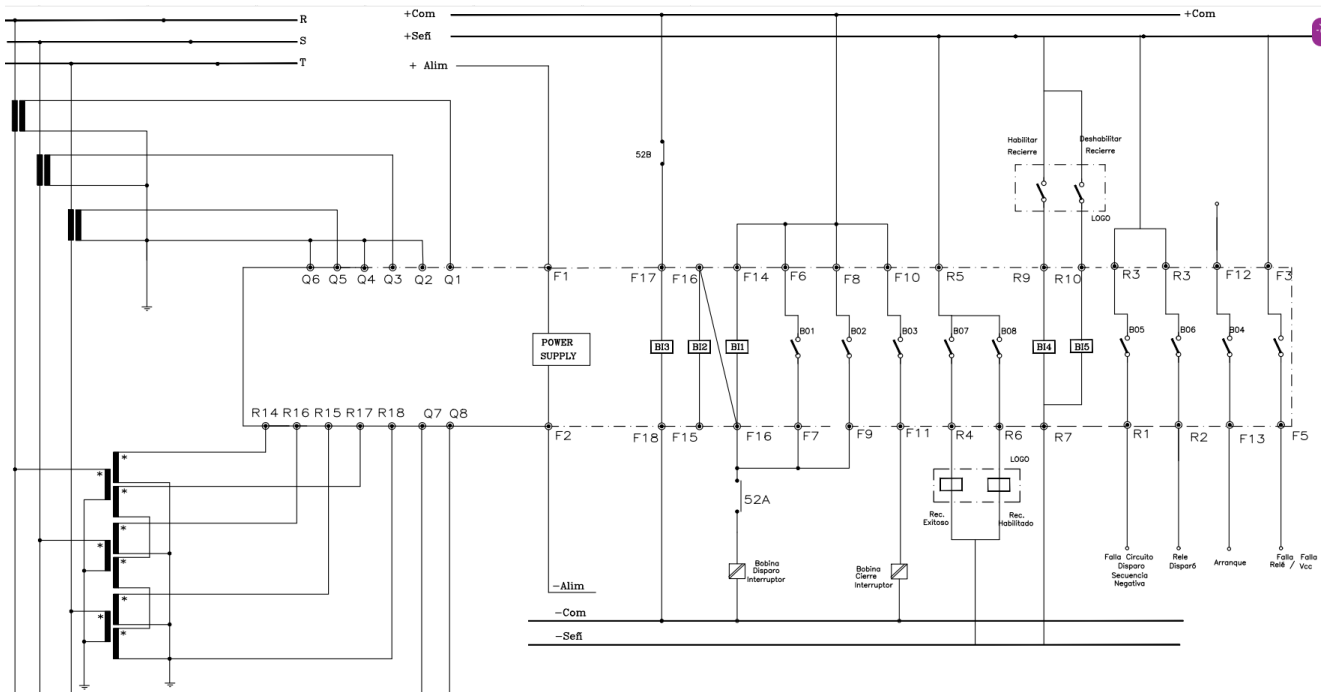 R
S
T
+Com
+Com
+Sefi
+ Alim
52B
Habilitar
Recierre
Deshabilitar
Recierre
LOGO
Q6
Q5
Q4
Q3
Q2
Q1
F1
F17
F16
F14
F6
F8
F10
R5
R9
R10
R3
R3
F12
F3
POWER
SUPPLY
BI3
BI2
BI1
B01
B02
B03
B07
B08
BI4
BI5
B05
B06
B04
R14
R16
R15
R17
R18
Q7
Q8
F2
F18
F15
F16
F7
F9
F11
R4
R6
R7
R1
R2
F13
F5
*
*
*
*
*
*
*
*
*
52A
LOGO
Rec.
Exitoso
Rec.
Habilitado
Bobina
Disparo
Interruptor
Bobina
Cierre
Interruptor
Falla Circuito
Disparo
Secuencia
Negativa
Rele
Disparó
Arranque
Falla
Relé /
Falla
Vcc
−Alim
−Com
−Sefi